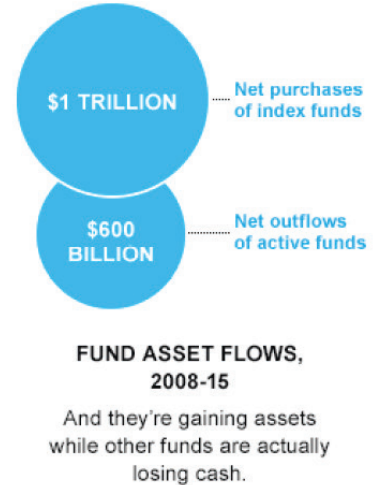 $1 TRILLION
Net purchases
of index funds
$600
BILLION
Net outflows
of active funds
FUND ASSET FLOWS,
2008-15
And they're gaining assets
while other funds are actually
losing cash.